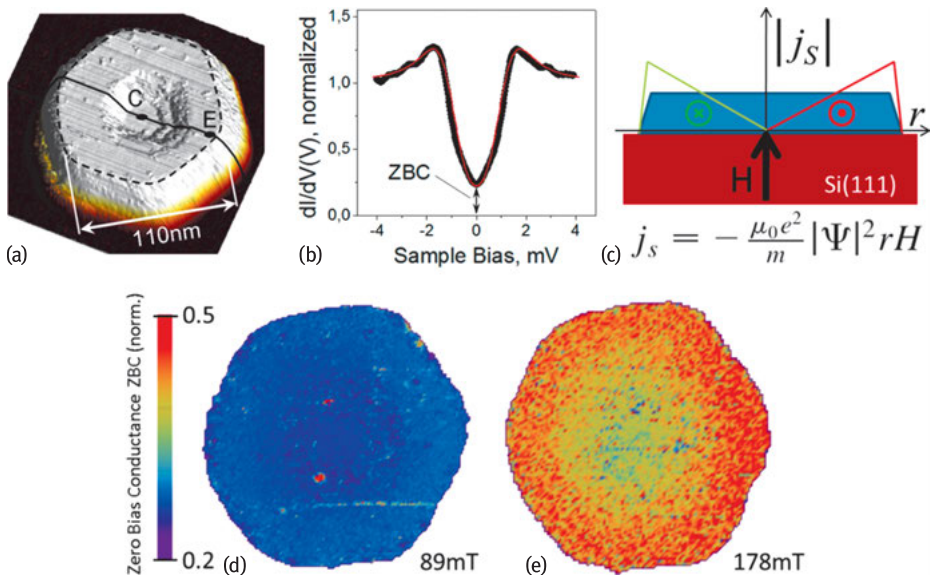 C
E
110nm
(a)
dI/dV(V), normalized
1,5
1.0
0.5
0,0
ZBC
-4
-2
0
2
4
Sample Bias, mV
(b)
|j_S|
r
H
Si(111)
(c) j_s = − \frac{μ_0 e^2}{m} |Ψ|^2 rH
Zero Bias Conductance ZBC (norm.)
0.5
0.2
(d)
89mT
(e)
178mT